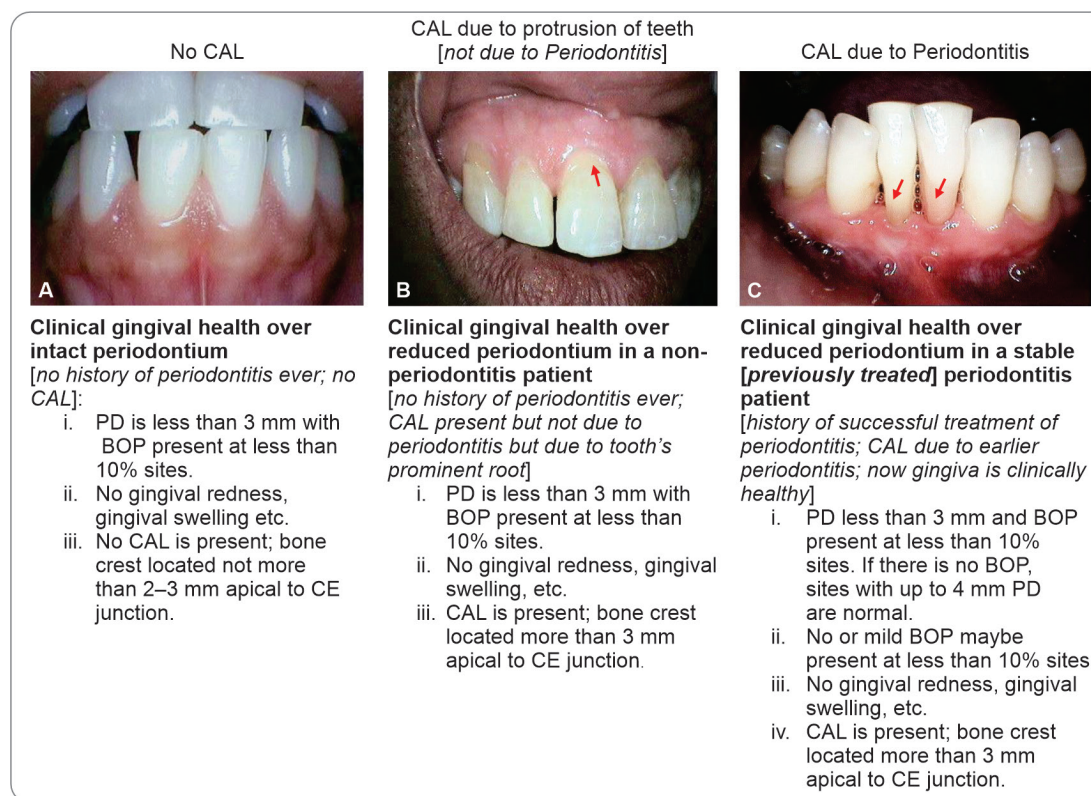 No CAL
CAL due to protrusion of teeth
[not due to Periodontitis]
CAL due to Periodontitis
A
B
C
Clinical gingival health over
intact periodontium
[no history of periodontitis ever; no
CAL]:
i. PD is less than 3 mm with
BOP present at less than
10% sites.
ii. No gingival redness,
gingival swelling etc.
iii. No CAL is present; bone
crest located not more
than 2–3 mm apical to CE
junction.
Clinical gingival health over
reduced periodontium in a non-
periodontitis patient
[no history of periodontitis ever;
CAL present but not due to
periodontitis but due to tooth's
prominent root]
i. PD is less than 3 mm with
BOP present at less than
10% sites.
ii. No gingival redness, gingival
swelling, etc.
iii. CAL is present; bone crest
located more than 3 mm
apical to CE junction.
Clinical gingival health over
reduced periodontium in a stable
[previously treated] periodontitis
patient
[history of successful treatment of
periodontitis; CAL due to earlier
periodontitis; now gingiva is clinically
healthy]
i. PD less than 3 mm and BOP
present at less than 10%
sites. If there is no BOP,
sites with up to 4 mm PD
are normal.
ii. No or mild BOP maybe
present at less than 10% sites
iii. No gingival redness, gingival
swelling, etc.
iv. CAL is present; bone crest
located more than 3 mm
apical to CE junction.